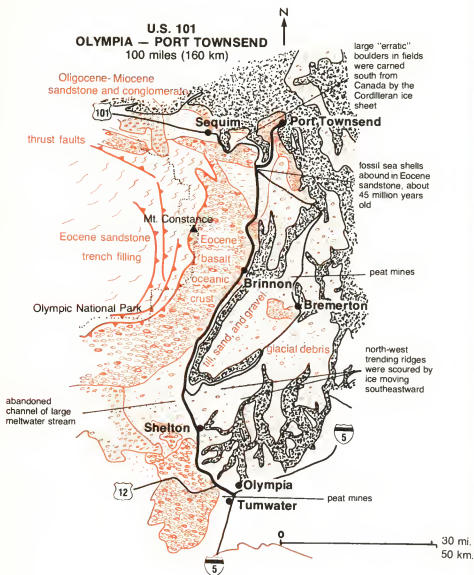 N
U.S. 101
OLYMPIA — PORT TOWNSEND
100 miles (160 km)
large "erratic"
boulders in fields
were carried
south from
Canada by the
Cordilleran ice
sheet
Oligocene-Miocene
sandstone and conglomerate
101
Sequim
Port Townsend
thrust faults
fossil sea shells
abound in Eocene
sandstone, about
45 million years
old
Mt. Constance
Eocene sandstone
trench filling
Eocene
basalt
oceanic
crust
peat mines
Brinnon
Olympic National Park
Bremerton
till, sand, and gravel
glacial debris
north-west
trending ridges
were scoured by
ice moving
southeastward
abandoned
channel of large
meltwater stream
Shelton
5
12
Olympia
peat mines
Tumwater
0
30 mi.
50 km.
5